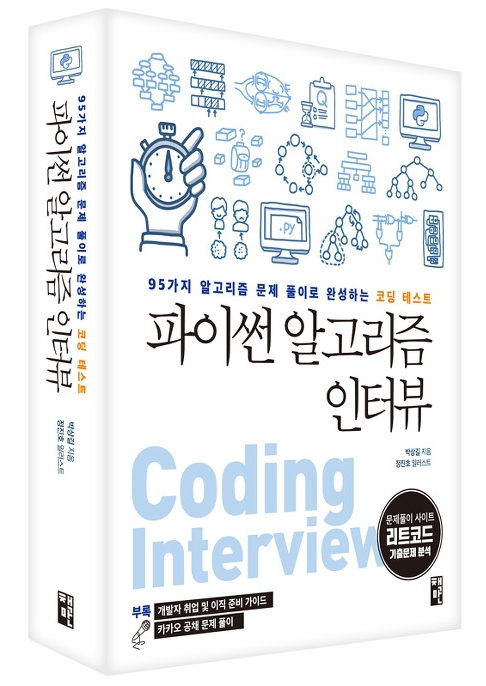 95가지 알고리즘 문제 풀이로 완성하는 코딩 테스트
파이썬 알고리즘 인터뷰
박상길 지음
정진호 일러스트
책만
.py
95가지 알고리즘 문제 풀이로 완성하는 코딩 테스트
파이썬 알고리즘
인터뷰
박상길 지음
정진호 일러스트
Coding
Interview
문제풀이 사이트
리트코드
기출문제 분석
부록
개발자 취업 및 이직 준비 가이드
카카오 공채 문제 풀이
책만